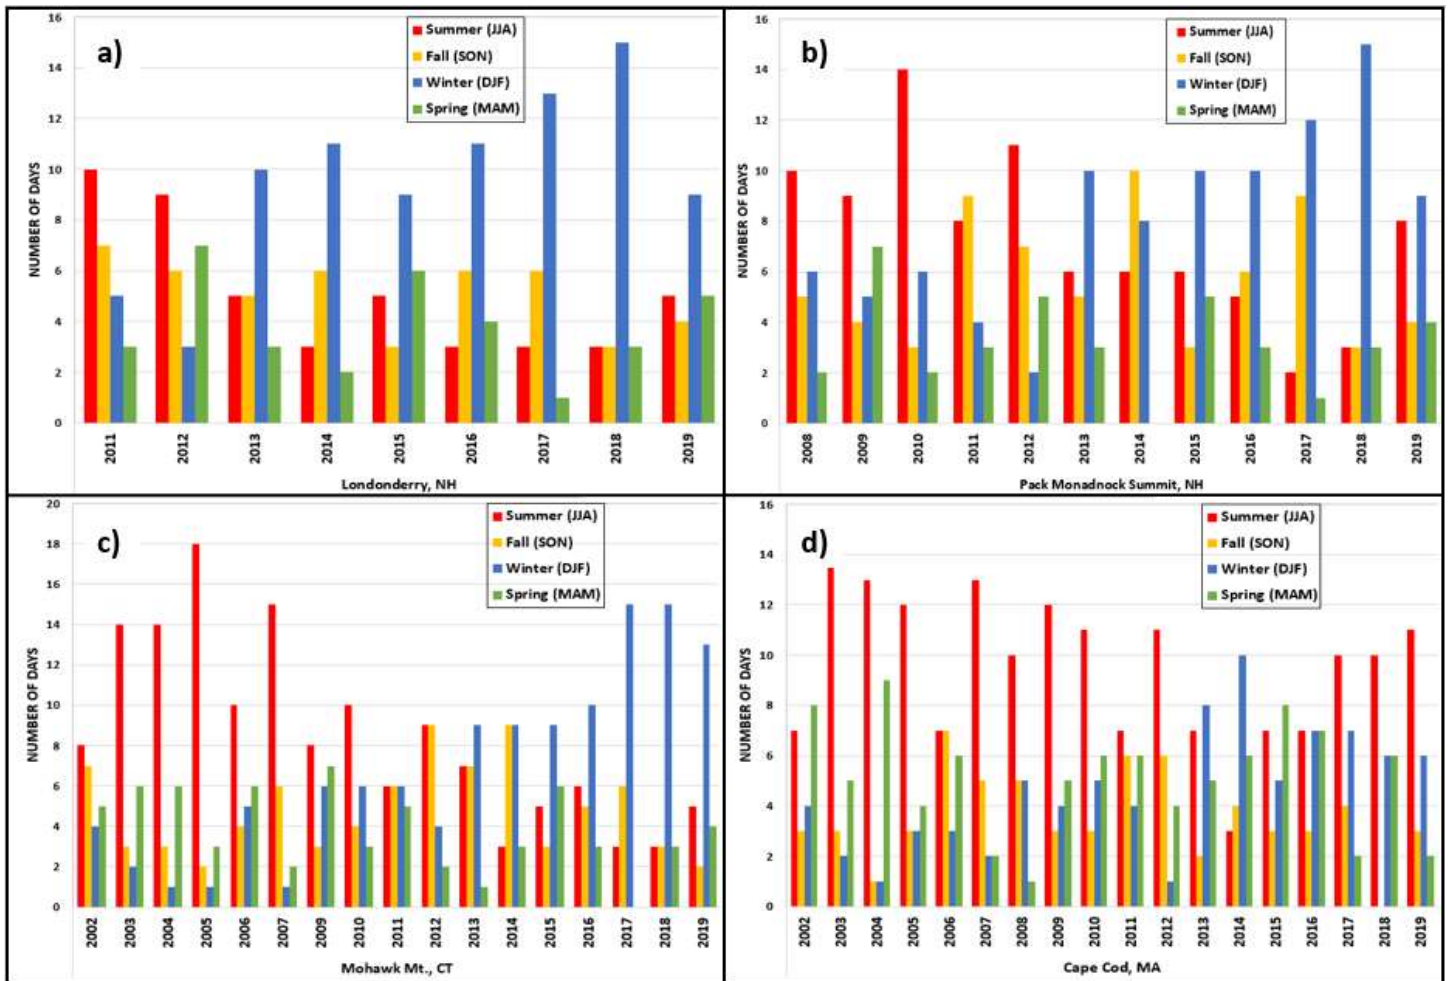 a)
Summer (JJA)
Fall (SON)
Winter (DJF)
Spring (MAM)
NUMBER OF DAYS
16
14
12
10
8
6
4
2
0
2011 2012 2013 2014 2015 2016 2017 2018 2019
Londonderry, NH
b)
Summer (JJA)
Fall (SON)
Winter (DJF)
Spring (MAM)
NUMBER OF DAYS
16
14
12
10
8
6
4
2
0
2008 2009 2010 2011 2012 2013 2014 2015 2016 2017 2018 2019
Pack Monadnock Summit, NH
c)
Summer (JJA)
Fall (SON)
Winter (DJF)
Spring (MAM)
NUMBER OF DAYS
20
18
16
14
12
10
8
6
4
2
0
2002 2003 2004 2005 2006 2007 2009 2010 2011 2012 2013 2014 2015 2016 2017 2018 2019
Mohawk Mt., CT
d)
Summer (JJA)
Fall (SON)
Winter (DJF)
Spring (MAM)
NUMBER OF DAYS
16
14
12
10
8
6
4
2
0
2002 2003 2004 2005 2006 2007 2008 2009 2010 2011 2012 2013 2014 2015 2016 2017 2018 2019
Cape Cod, MA